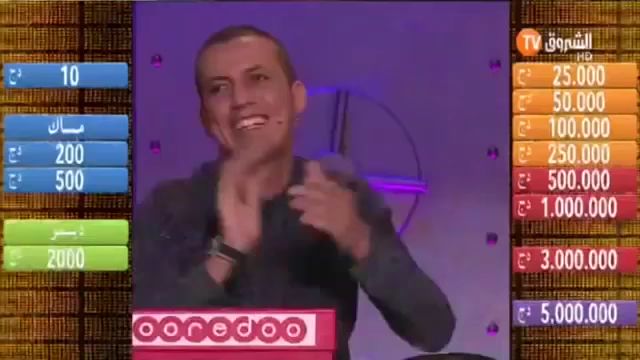 الشروق TV
HD
10 دج
مـــاك
200 دج
500 دج
ديـــر
2000 دج
25.000 دج
50.000 دج
100.000 دج
250.000 دج
500.000 دج
1.000.000 دج
3.000.000 دج
5.000.000 دج
ooredoo